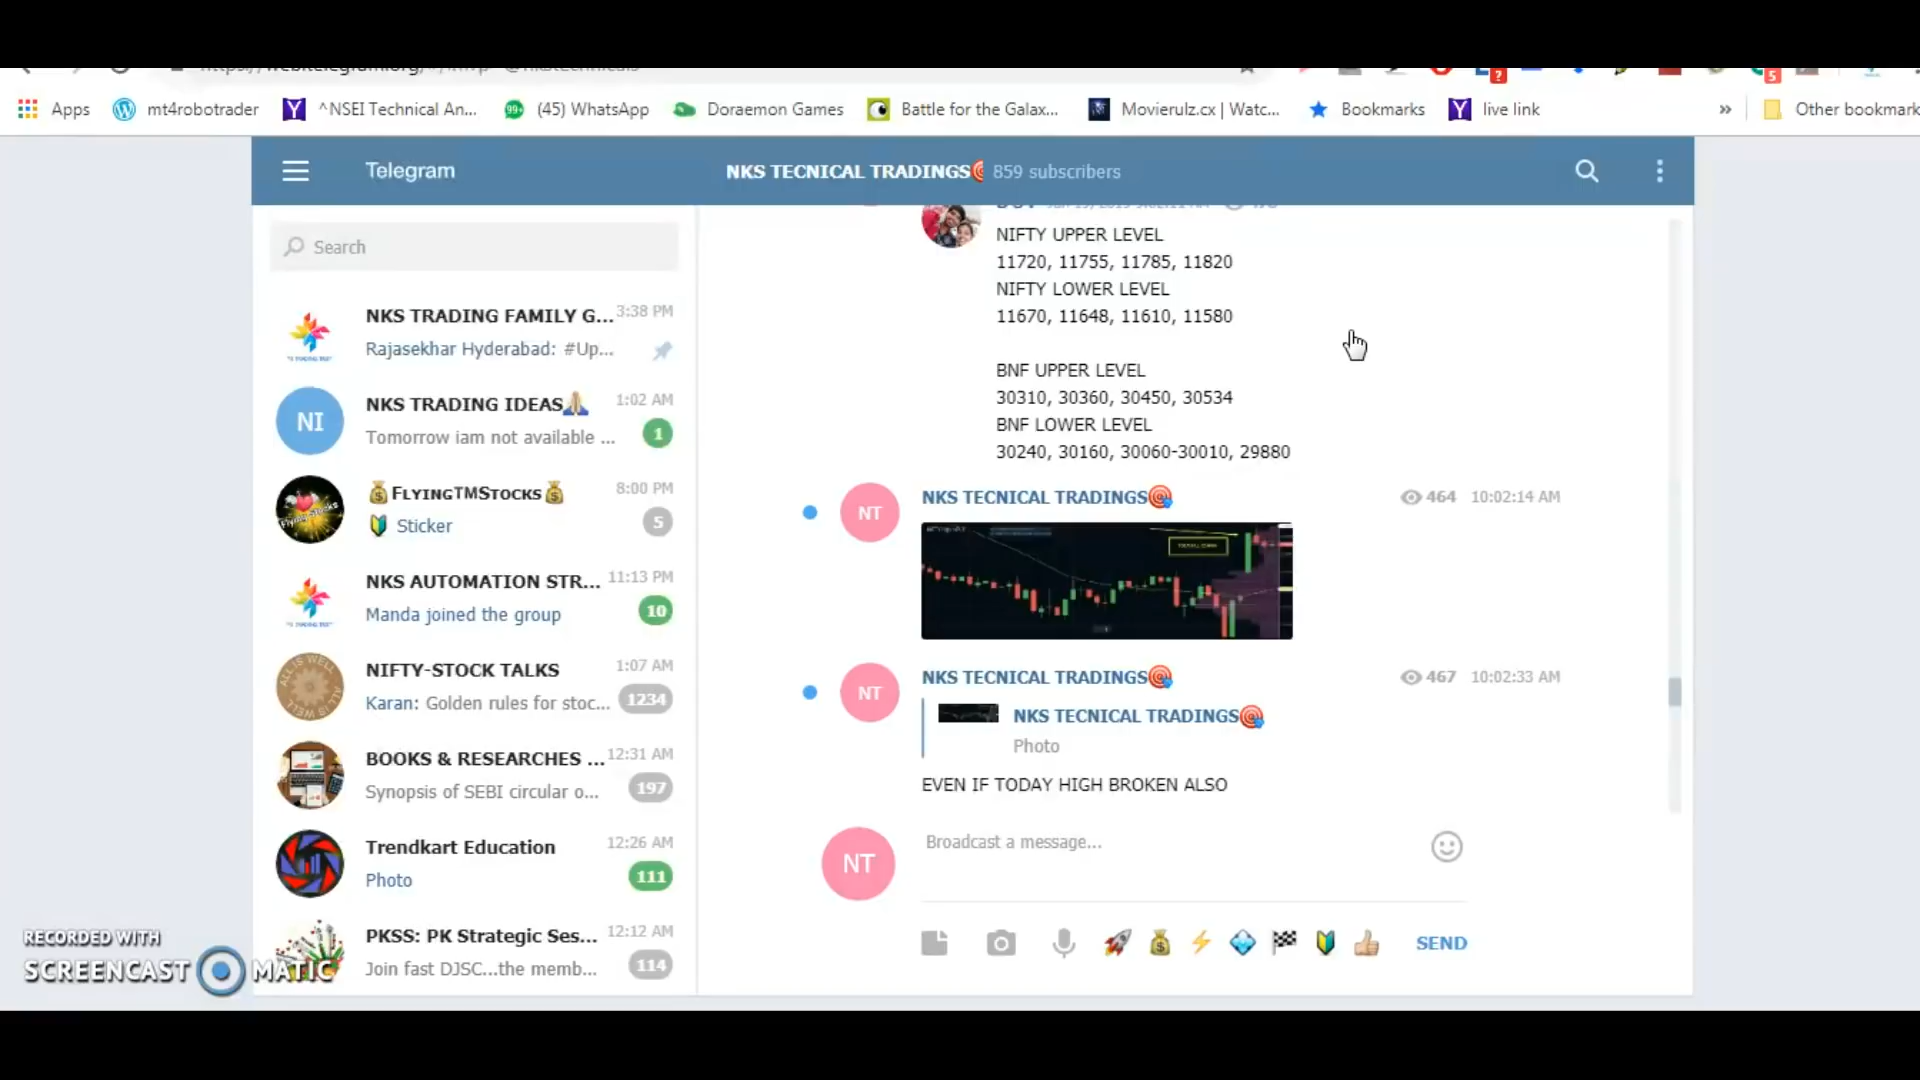 Apps
mt4robotrader
^NSEI Technical An...
(45) WhatsApp
Doraemon Games
Battle for the Galax...
Movierulz.cx | Watc...
Bookmarks
live link
»
Other bookmark
Telegram
NKS TECNICAL TRADINGS🎯 859 subscribers
Search
NKS TRADING FAMILY G... 3:38 PM
Rajasekhar Hyderabad: #Up...
NI
NKS TRADING IDEAS🙏 1:02 AM
Tomorrow iam not available ... 1
💰FLYINGTMSTOCKS💰 8:00 PM
🔰 Sticker 5
NKS AUTOMATION STR... 11:13 PM
Manda joined the group 10
NIFTY-STOCK TALKS 1:07 AM
Karan: Golden rules for stoc... 1234
BOOKS & RESEARCHES ... 12:31 AM
Synopsis of SEBI circular o... 197
Trendkart Education 12:26 AM
Photo 111
PKSS: PK Strategic Ses... 12:12 AM
Join fast DJSC...the memb... 114
NIFTY UPPER LEVEL
11720, 11755, 11785, 11820
NIFTY LOWER LEVEL
11670, 11648, 11610, 11580
BNF UPPER LEVEL
30310, 30360, 30450, 30534
BNF LOWER LEVEL
30240, 30160, 30060-30010, 29880
NT
NKS TECNICAL TRADINGS🎯 464 10:02:14 AM
NT
NKS TECNICAL TRADINGS🎯 467 10:02:33 AM
NKS TECNICAL TRADINGS🎯
Photo
EVEN IF TODAY HIGH BROKEN ALSO
NT
Broadcast a message...
SEND
RECORDED WITH
SCREENCAST MATIC